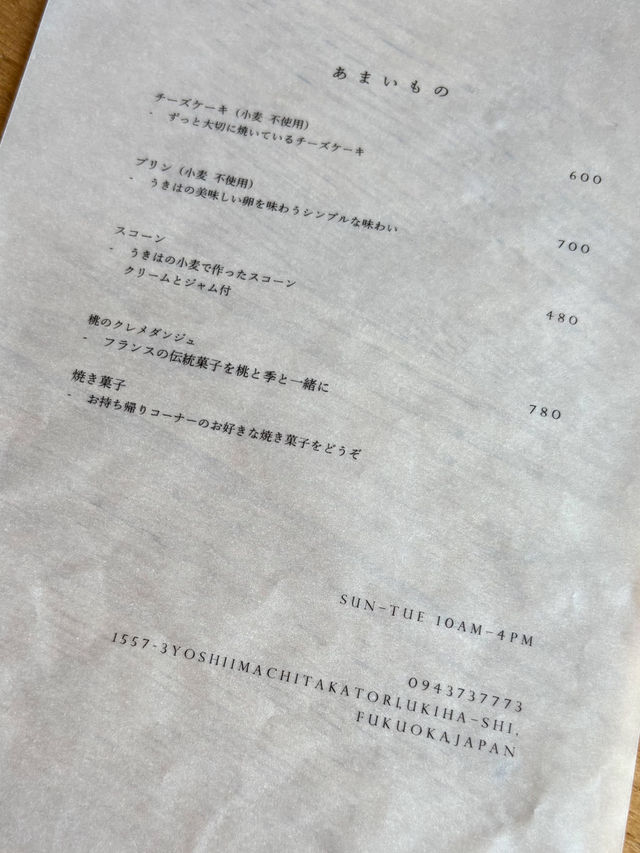 あまいもの
チーズケーキ（小麦 不使用）
- ずっと大切に焼いているチーズケーキ
600
プリン（小麦 不使用）
- うきはの美味しい卵を味わうシンプルな味わい
700
スコーン
- うきはの小麦で作ったスコーン
クリームとジャム付
480
桃のクレメダンジュ
- フランスの伝統菓子を桃と季と一緒に
780
焼き菓子
- お持ち帰りコーナーのお好きな焼き菓子をどうぞ
SUN-TUE 10AM-4PM
0943737773
1557-3YOSHIIMACHITAKATORI,UKIHA-SHI,
FUKUOKA,JAPAN